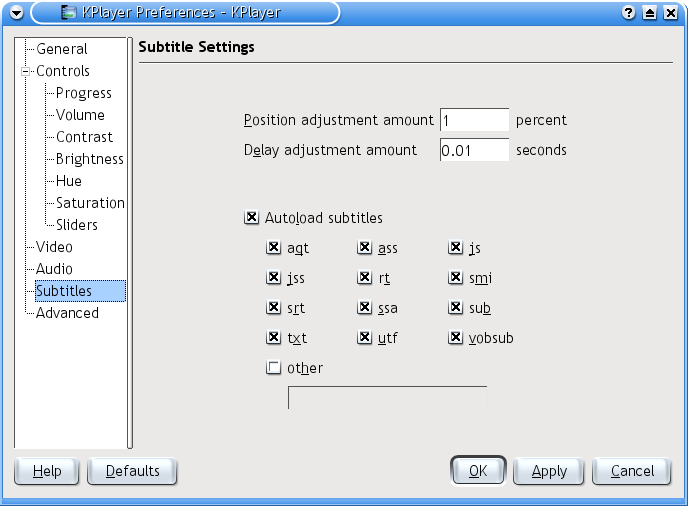 KPlayer Preferences - KPlayer
General
Controls
Progress
Volume
Contrast
Brightness
Hue
Saturation
Sliders
Video
Audio
Subtitles
Advanced
Subtitle Settings
Position adjustment amount 1 percent
Delay adjustment amount 0.01 seconds
Autoload subtitles
aqt ass js
jss rt smi
srt ssa sub
txt utf vobsub
other
Help Defaults OK Apply Cancel